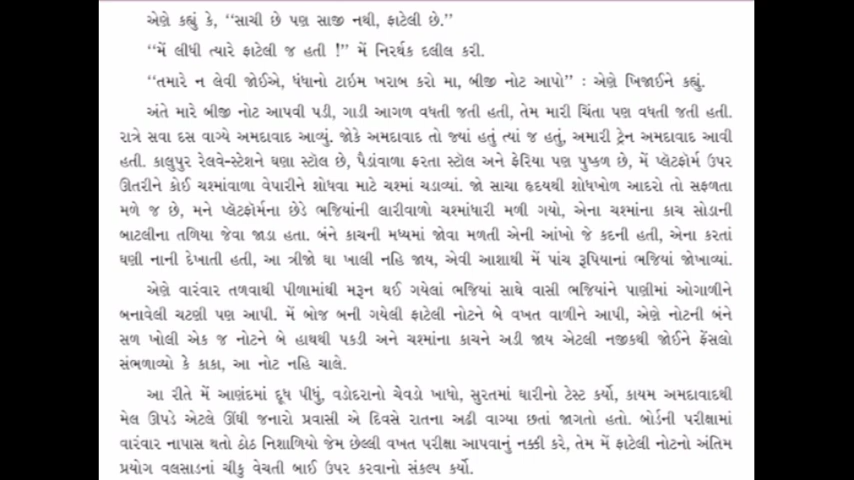 એણે કહ્યું કે, “સાચી છે પણ સાજી નથી, ફાટેલી છે.”
“મેં લીધી ત્યારે ફાટેલી જ હતી !” મેં નિરર્થક દલીલ કરી.
“તમારે ન લેવી જોઈએ, ધંધાનો ટાઇમ ખરાબ કરો મા, બીજી નોટ આપો” : એણે ખિજાઈને કહ્યું.
અંતે મારે બીજી નોટ આપવી પડી, ગાડી આગળ વધતી જતી હતી, તેમ મારી ચિંતા પણ વધતી જતી હતી.
રાત્રે સવા દસ વાગ્યે અમદાવાદ આવ્યું. જોકે અમદાવાદ તો જ્યાં હતું ત્યાં જ હતું, અમારી ટ્રેન અમદાવાદ આવી
હતી. કાલુપુર રેલવેન્સ્ટેશને ઘણા સ્ટૉલ છે, પૈડાંવાળા ફરતા સ્ટૉલ અને ફેરિયા પણ પુષ્કળ છે, મેં પ્લૅટફૉર્મ ઉપર
ઊતરીને કોઈ ચશ્માંવાળા વેપારીને શોધવા માટે ચશ્માં ચડાવ્યાં. જો સાચા હૃદયથી શોધખોળ આદરો તો સફળતા
મળે જ છે, મને પ્લૅટફૉર્મના છેડે ભજિયાંની લારીવાળો ચશ્માંધારી મળી ગયો, એના ચશ્માંના કાચ સોડાની
બાટલીના તળિયા જેવા જાડા હતા. બંને કાચની મધ્યમાં જોવા મળતી એની આંખો જે કદની હતી, એના કરતાં
ઘણી નાની દેખાતી હતી, આ ત્રીજો ઘા ખાલી નહિ જાય, એવી આશાથી મેં પાંચ રૂપિયાનાં ભજિયાં જોખાવ્યાં.
એણે વારંવાર તળવાથી પીળામાંથી મરૂન થઈ ગયેલાં ભજિયાં સાથે વાસી ભજિયાંને પાણીમાં ઓગાળીને
બનાવેલી ચટણી પણ આપી. મેં બોજ બની ગયેલી ફાટેલી નોટને બે વખત વાળીને આપી, એણે નોટની બંને
સળ ખોલી એક જ નોટને બે હાથથી પકડી અને ચશ્માંના કાચને અડી જાય એટલી નજીકથી જોઈને ફેંસલો
સંભળાવ્યો કે કાકા, આ નોટ નહિ ચાલે.
આ રીતે મેં આણંદમાં દૂધ પીધું, વડોદરાનો ચેવડો ખાધો, સુરતમાં ઘારીનો ટેસ્ટ કર્યો, કાયમ અમદાવાદથી
મેલ ઊપડે એટલે ઊંઘી જનારો પ્રવાસી એ દિવસે રાતના અઢી વાગ્યા છતાં જાગતો હતો. બોર્ડની પરીક્ષામાં
વારંવાર નાપાસ થતો ઠોઠ નિશાળિયો જેમ છેલ્લી વખત પરીક્ષા આપવાનું નક્કી કરે, તેમ મેં ફાટેલી નોટનો અંતિમ
પ્રયોગ વલસાડનાં ચીકુ વેચતી બાઈ ઉપર કરવાનો સંકલ્પ કર્યો.